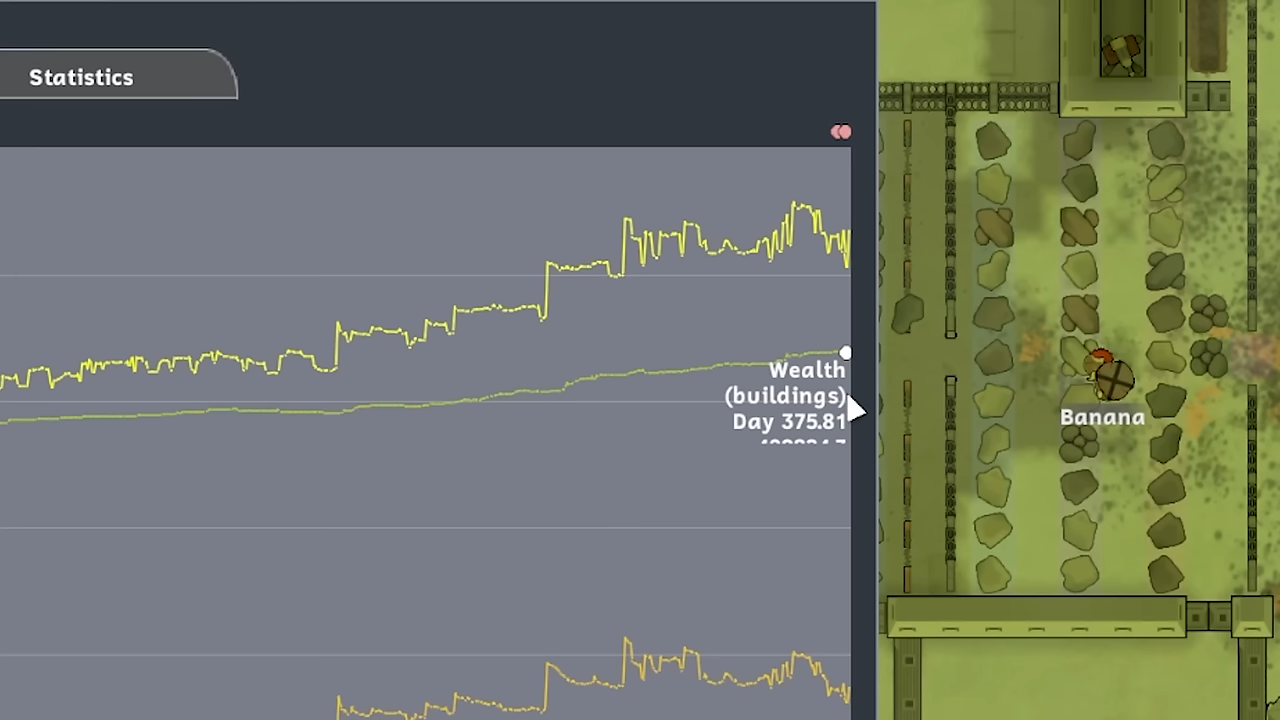 Statistics
Wealth
(buildings)
Day 375.81
Banana